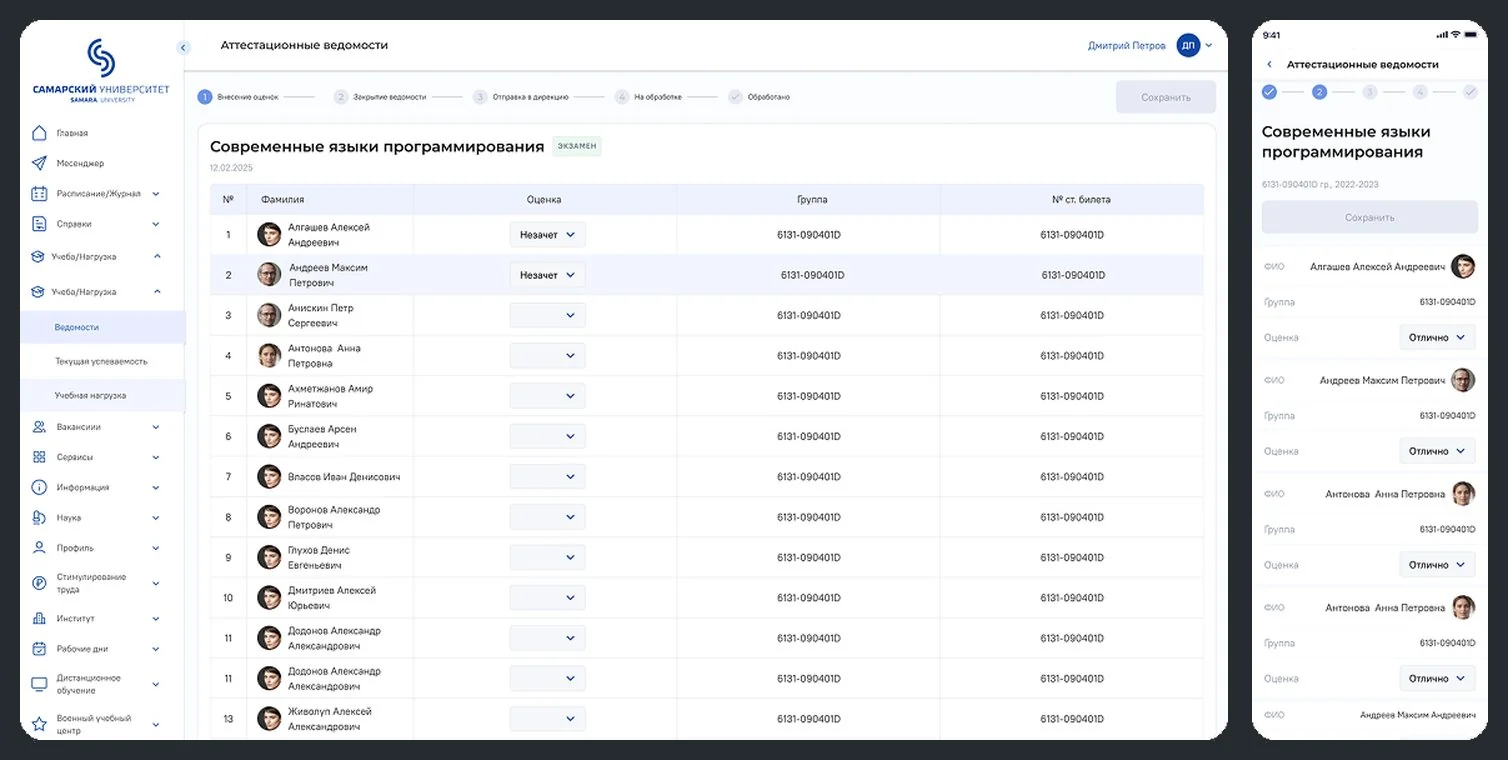 САМАРСКИЙ УНИВЕРСИТЕТ
SAMARA UNIVERSITY
Главная
Месенджер
Расписание/Журнал
Справки
Учеба/Нагрузка
Учеба/Нагрузка
Ведомости
Текущая успеваемость
Учебная нагрузка
Вакансиии
Сервисы
Информация
Наука
Профиль
Стимулирование
труда
Институт
Рабочие дни
Дистанционное
обучение
Военный учебный
центр
Аттестационные ведомости
Дмитрий Петров ДП
1 Внесение оценок 2 Закрытие ведомости 3 Отправка в дирекцию 4 На обработке Обработано
Сохранить
Современные языки программирования ЭКЗАМЕН
12.02.2025
№ Фамилия Оценка Группа № ст. билета
1 Алгашев Алексей Незачет 6131-090401D 6131-090401D
Андреевич
2 Андреев Максим Незачет 6131-090401D 6131-090401D
Петрович
3 Анискин Петр 6131-090401D 6131-090401D
Сергеевич
4 Антонова Анна 6131-090401D 6131-090401D
Петровна
5 Ахметжанов Амир 6131-090401D 6131-090401D
Ринатович
6 Буслаев Арсен 6131-090401D 6131-090401D
Андреевич
7 Власов Иван Денисович 6131-090401D 6131-090401D
8 Воронов Александр 6131-090401D 6131-090401D
Петрович
9 Глухов Денис 6131-090401D 6131-090401D
Евгеньевич
10 Дмитриев Алексей 6131-090401D 6131-090401D
Юрьевич
11 Додонов Александр 6131-090401D 6131-090401D
Александрович
11 Додонов Александр 6131-090401D 6131-090401D
Александрович
13 Живолуп Алексей 6131-090401D 6131-090401D
Александрович
9:41
Аттестационные ведомости
2 3 4
Современные языки
программирования
6131-090401D гр., 2022-2023
Сохранить
ФИО Алгашев Алексей Андреевич
Группа 6131-090401D
Оценка Отлично
ФИО Андреев Максим Петрович
Группа 6131-090401D
Оценка Отлично
ФИО Антонова Анна Петровна
Группа 6131-090401D
Оценка Отлично
ФИО Антонова Анна Петровна
Группа 6131-090401D
Оценка Отлично
ФИО Андреев Максим Андреевич